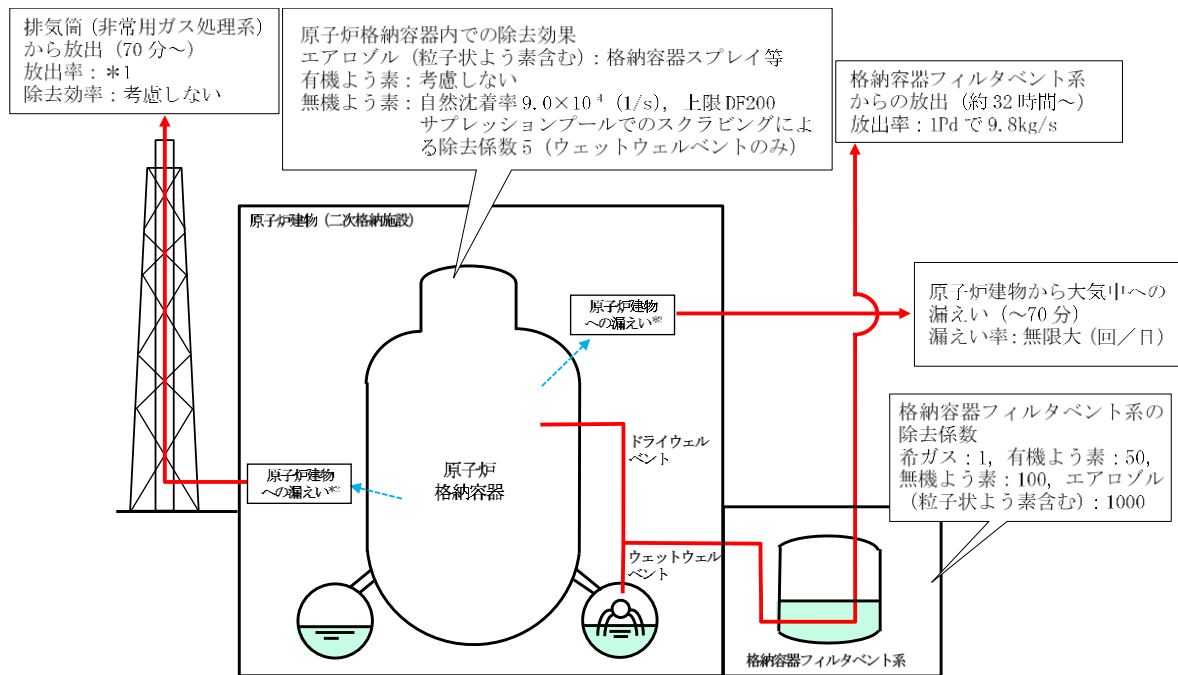 排気筒（非常用ガス処理系）
から放出（70 分～）
放出率：＊1
除去効率：考慮しない
原子炉格納容器内での除去効果
エアロゾル（粒子状よう素含む）：格納容器スプレイ等
有機よう素：考慮しない
無機よう素：自然沈着率 9.0×10⁻⁴（1/s），上限 DF200
サプレッションプールでのスクラビングによ
る除去係数 5（ウェットウェルベントのみ）
格納容器フィルタベント系
からの放出（約 32 時間～）
放出率：1Pd で 9.8kg/s
原子炉建物（二次格納施設）
原子炉建物
への漏えい※2
原子炉建物から大気中への
漏えい（～70 分）
漏えい率：無限大（回／日）
格納容器フィルタベント系の
除去係数
希ガス：1，有機よう素：50，
無機よう素：100，エアロゾル
（粒子状よう素含む）：1000
ドライウェル
ベント
原子炉
格納容器
原子炉建物
への漏えい※2
ウェットウェル
ベント
格納容器フィルタベント系